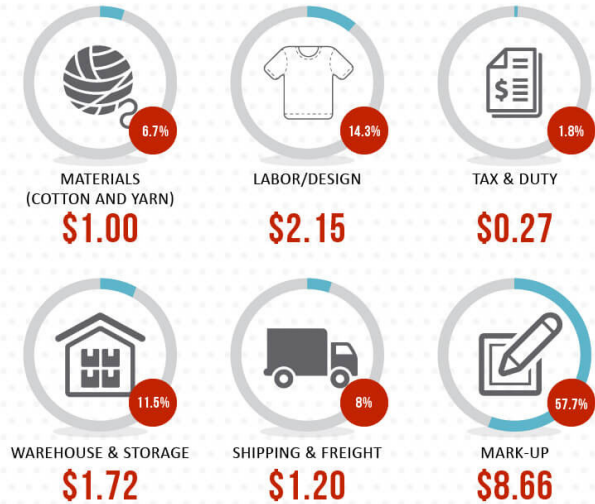 6.7%
MATERIALS
(COTTON AND YARN)
$1.00
14.3%
LABOR/DESIGN
$2.15
$
1.8%
TAX & DUTY
$0.27
11.5%
WAREHOUSE & STORAGE
$1.72
8%
SHIPPING & FREIGHT
$1.20
57.7%
MARK-UP
$8.66